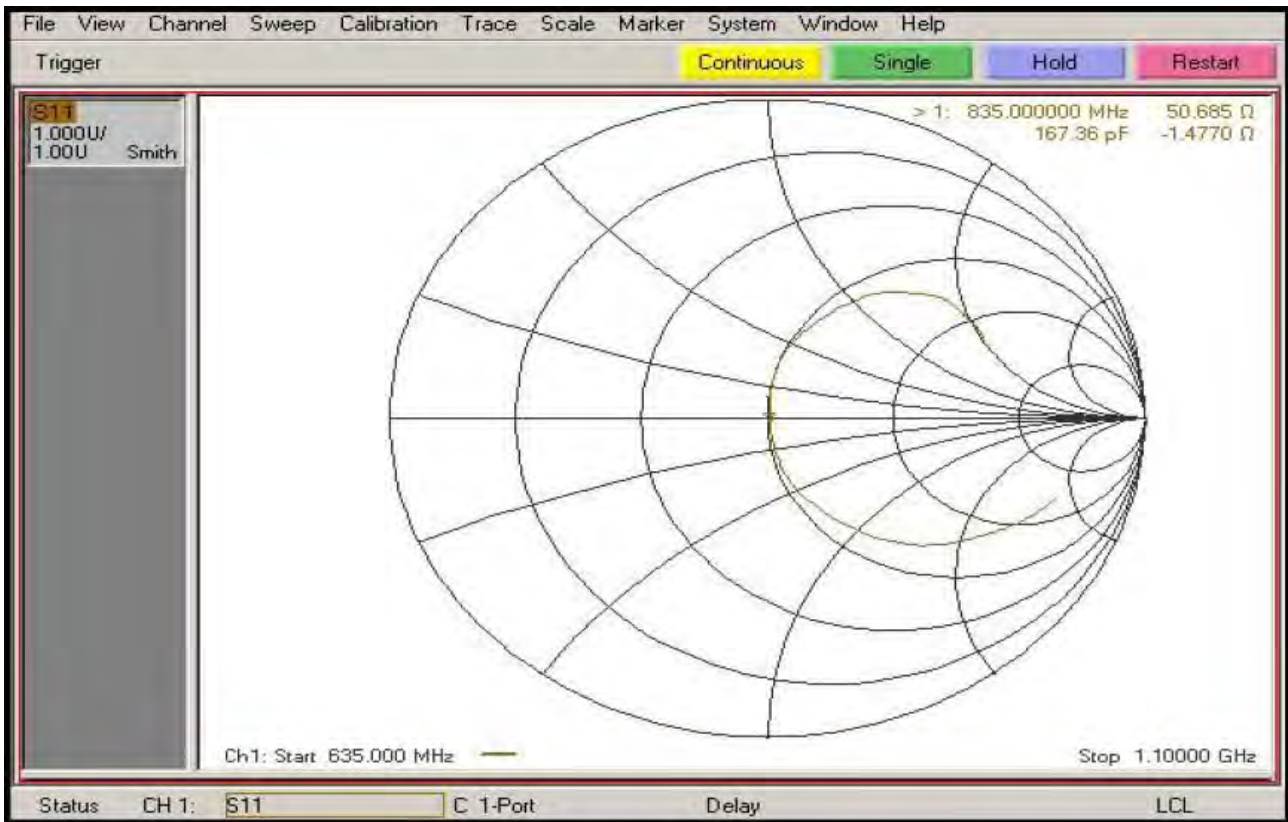 File View Channel Sweep Calibration Trace Scale Marker System Window Help
Trigger Continuous Single Hold Restart
S11
1.000U/
1.00U Smith
> 1: 835.000000 MHz 50.685 Ω
167.36 pF -1.4770 Ω
Ch1: Start 635.000 MHz Stop 1.10000 GHz
Status CH 1: S11 C 1-Port Delay LCL